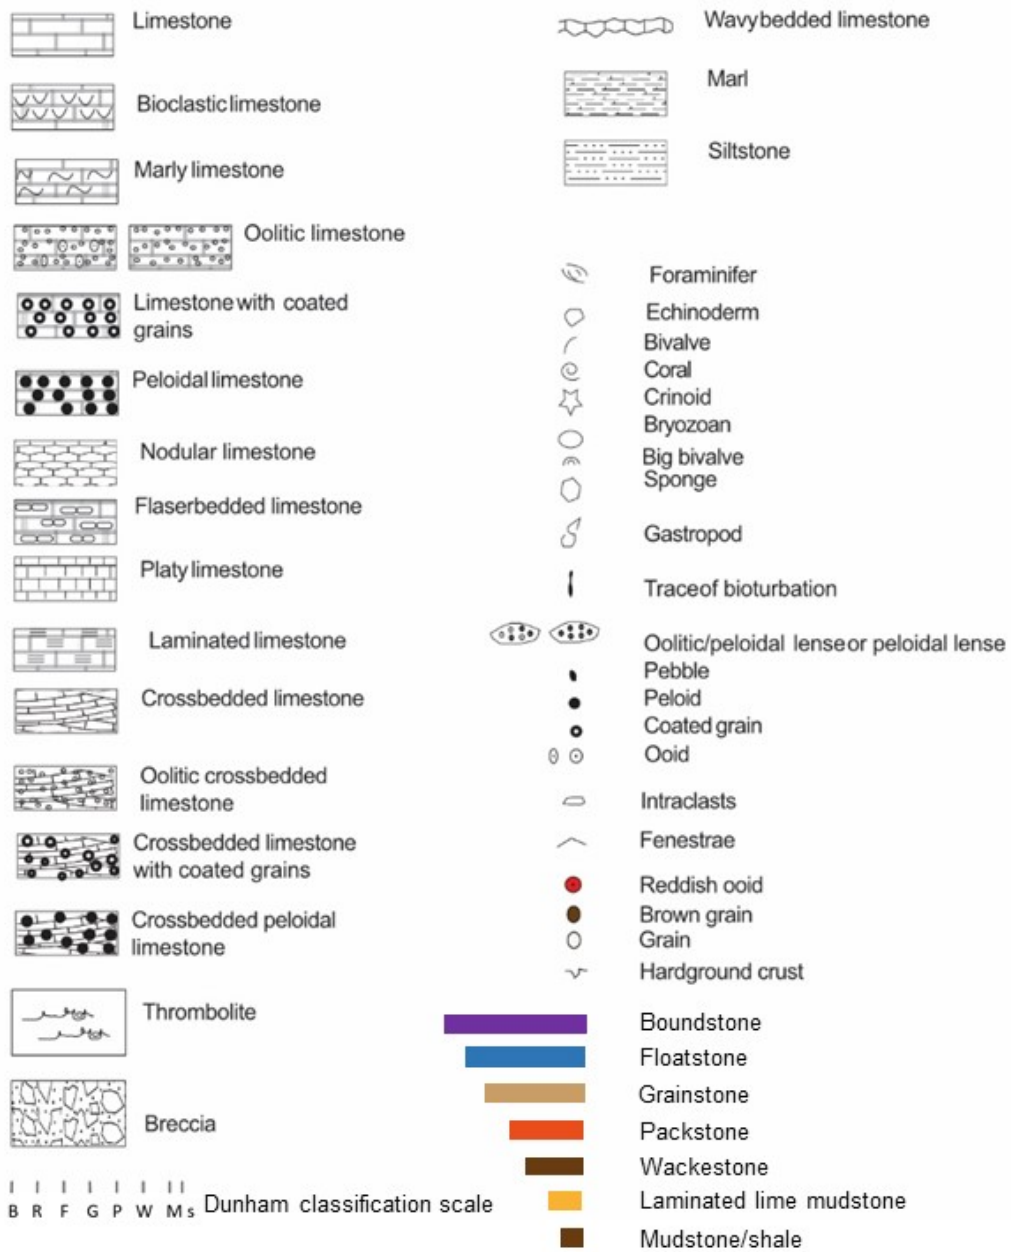 Limestone
Bioclastic limestone
Marly limestone
Oolitic limestone
Limestone with coated
grains
Peloidal limestone
Nodular limestone
Flaserbedded limestone
Platy limestone
Laminated limestone
Crossbedded limestone
Oolitic crossbedded
limestone
Crossbedded limestone
with coated grains
Crossbedded peloidal
limestone
Thrombolite
Breccia
B R F G P W M s Dunham classification scale
Wavybedded limestone
Marl
Siltstone
Foraminifer
Echinoderm
Bivalve
Coral
Crinoid
Bryozoan
Big bivalve
Sponge
Gastropod
Traceof bioturbation
Oolitic/peloidal lenseor peloidal lense
Pebble
Peloid
Coated grain
Ooid
Intraclasts
Fenestrae
Reddish ooid
Brown grain
Grain
Hardground crust
Boundstone
Floatstone
Grainstone
Packstone
Wackestone
Laminated lime mudstone
Mudstone/shale